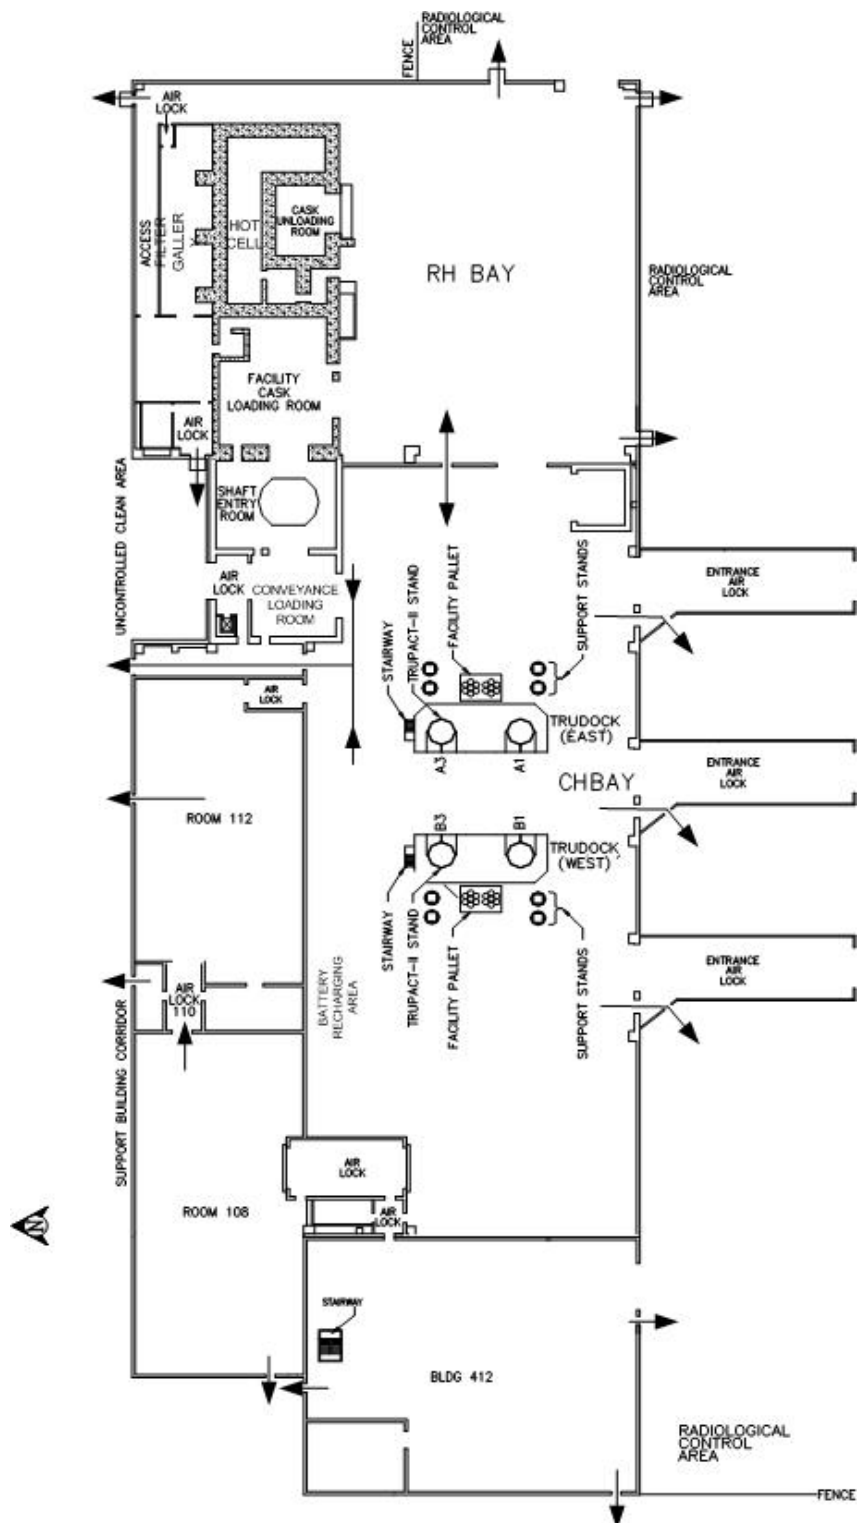 RADIOLOGICAL
CONTROL
AREA
FENCE
AIR
LOCK
ACCESS
FILTER
GALLERY
HOT
CELL
CASK
UNLOADING
ROOM
RH BAY
RADIOLOGICAL
CONTROL
AREA
FACILITY
CASK
LOADING ROOM
AIR
LOCK
UNCONTROLLED CLEAN AREA
SHAFT
ENTRY
ROOM
AIR
LOCK
CONVEYANCE
LOADING
ROOM
STAIRWAY
TRUPACT-II STAND
FACILITY PALLET
SUPPORT STANDS
ENTRANCE
AIR
LOCK
AIR
LOCK
TRUDOCK
(EAST)
A3
A1
CHBAY
ENTRANCE
AIR
LOCK
ROOM 112
B3
B1
TRUDOCK
(WEST)
STAIRWAY
TRUPACT-II STAND
FACILITY PALLET
SUPPORT STANDS
ENTRANCE
AIR
LOCK
AIR
LOCK
110
BATTERY
RECHARGING
AREA
SUPPORT BUILDING CORRIDOR
AIR
LOCK
N
ROOM 108
AIR
LOCK
STAIRWAY
BLDG 412
RADIOLOGICAL
CONTROL
AREA
FENCE